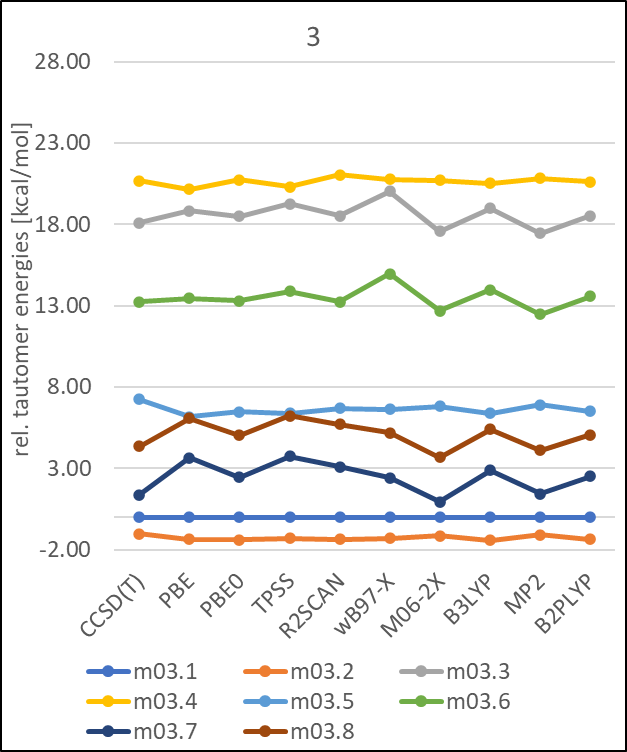 3
rel. tautomer energies [kcal/mol]
28.00
23.00
18.00
13.00
8.00
3.00
-2.00
CCSD(T)
PBE
PBE0
TPSS
R2SCAN
wB97-X
M06-2X
B3LYP
MP2
B2PLYP
m03.1 m03.2 m03.3
m03.4 m03.5 m03.6
m03.7 m03.8